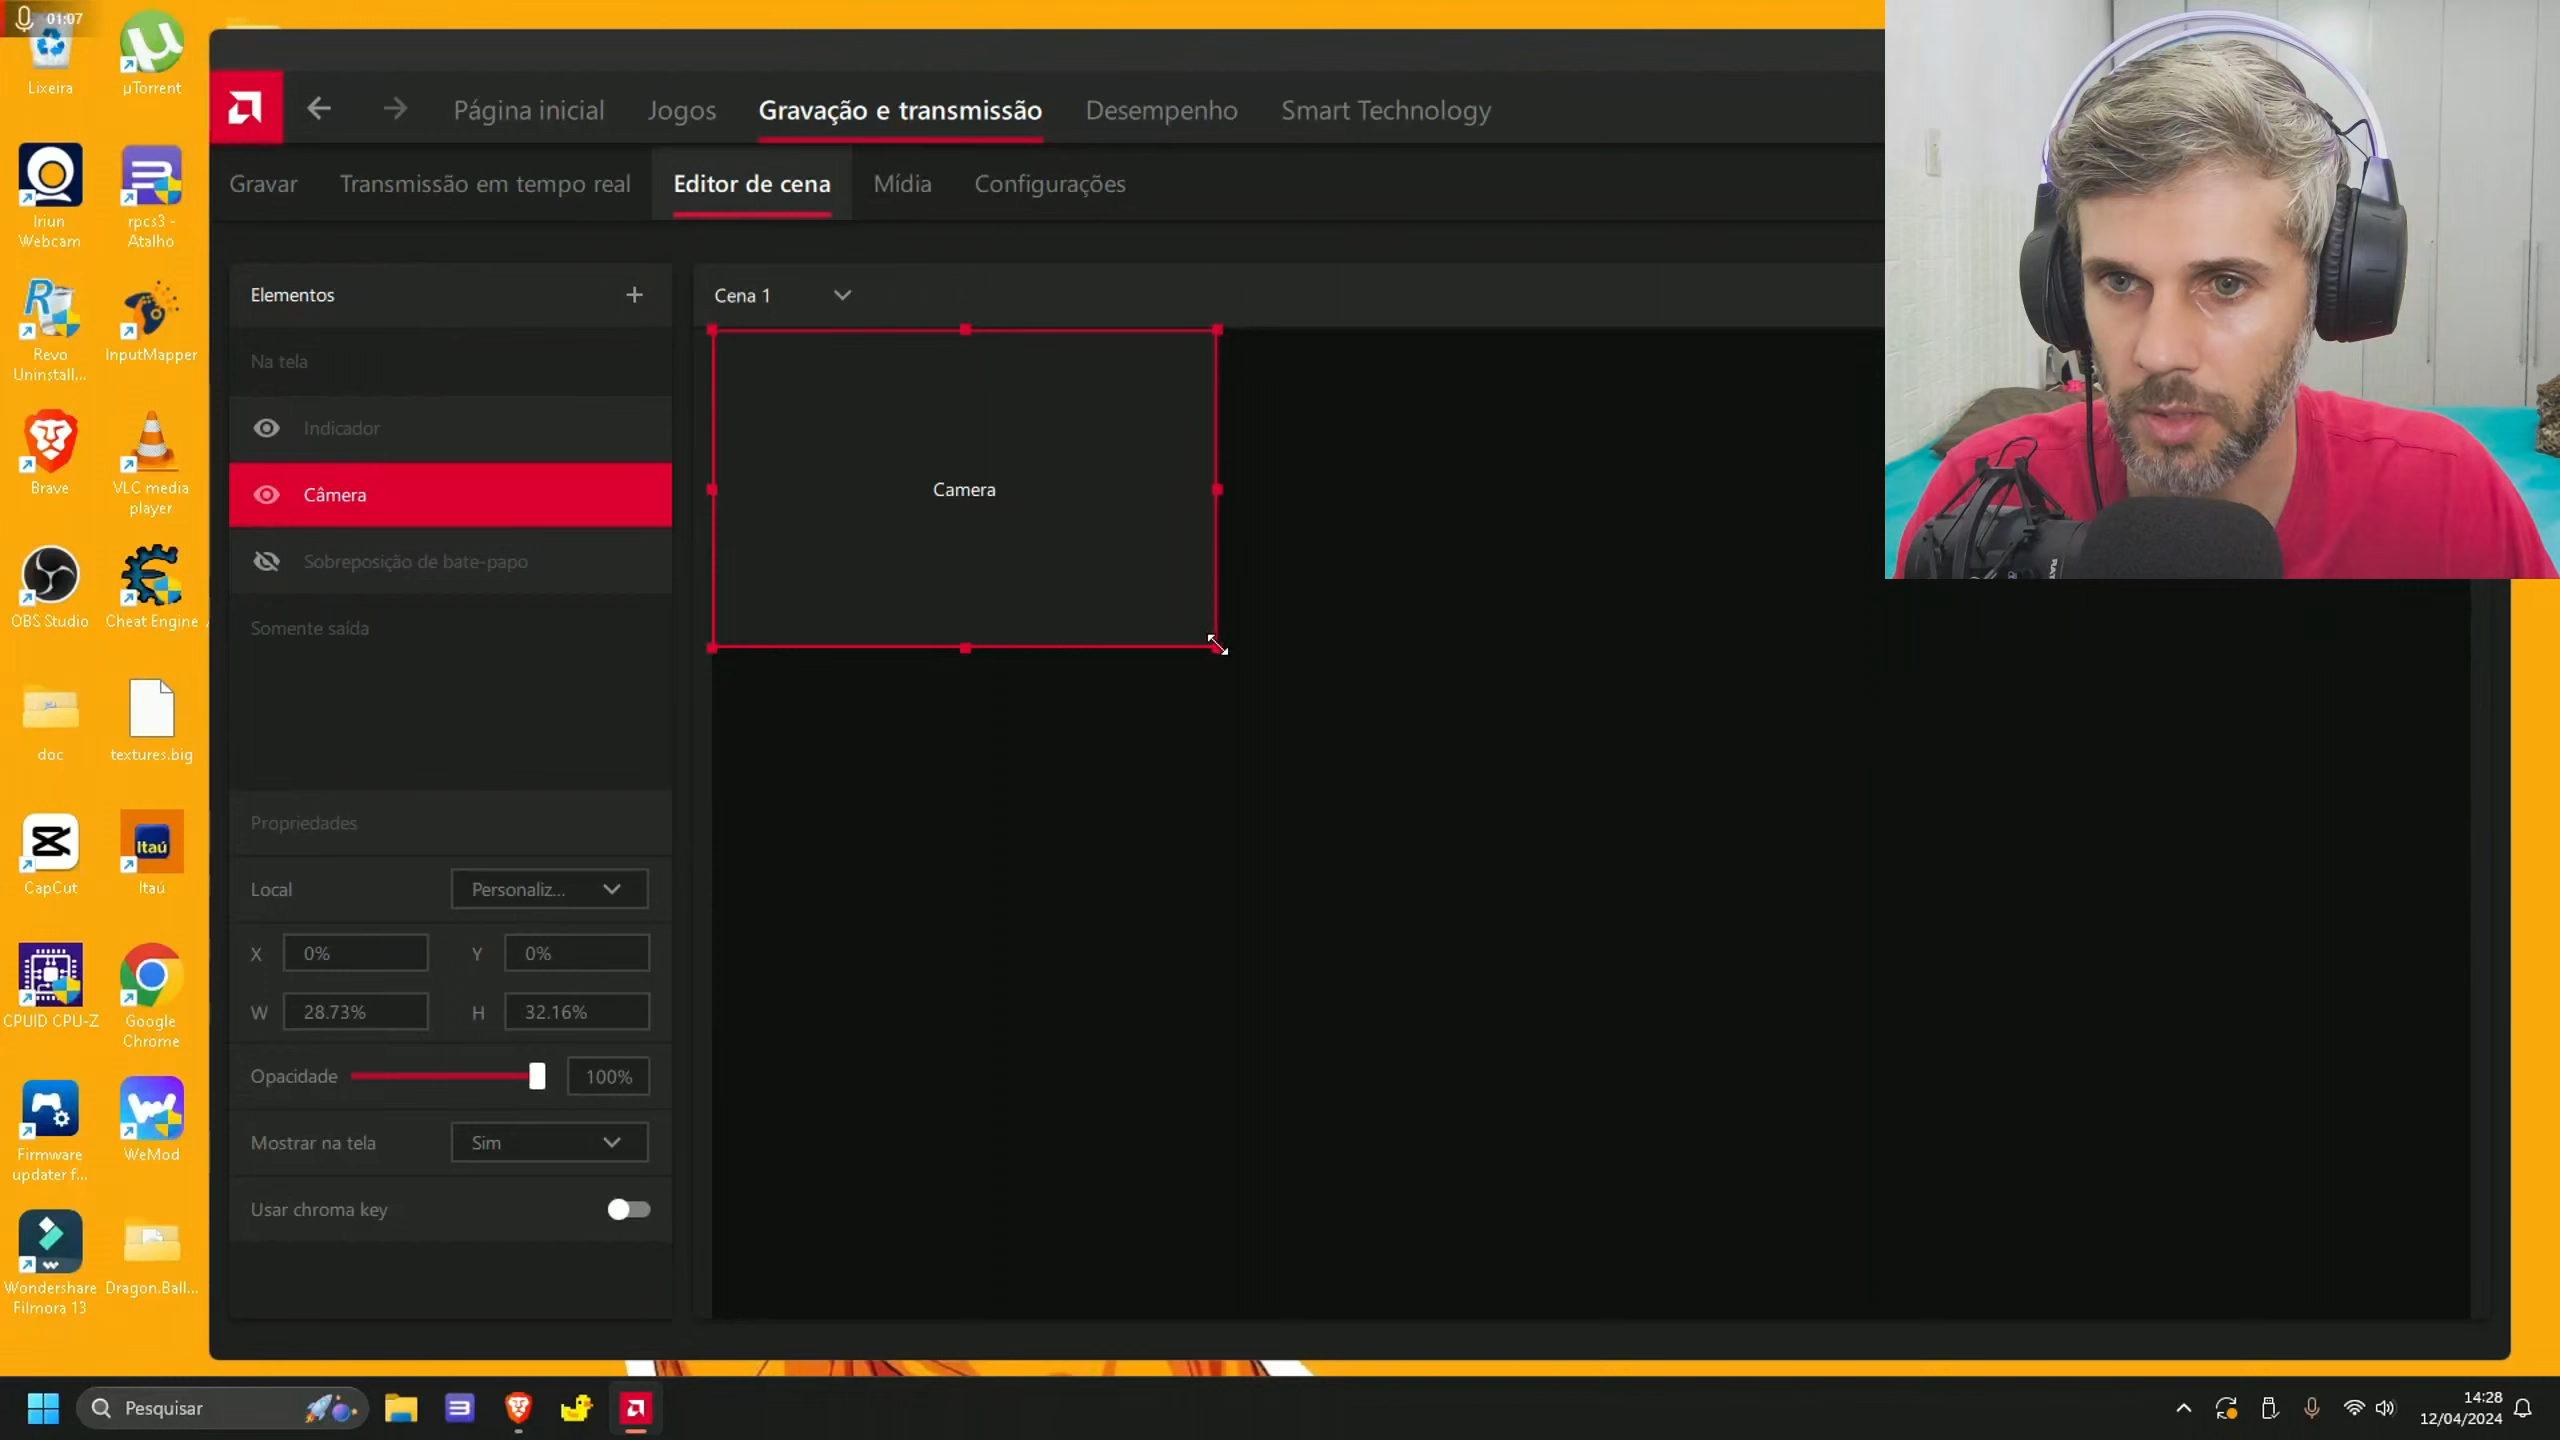 01:07
Lixeira
µTorrent
Iriun
Webcam
rpcs3 -
Atalho
Revo
Uninstall...
InputMapper
Brave
VLC media
player
OBS Studio
Cheat Engine
doc
textures.big
CapCut
Itaú
Itaú
CPUID CPU-Z
Google
Chrome
Firmware
updater f...
WeMod
Wondershare
Filmora 13
Dragon.Ball...
Página inicial
Jogos
Gravação e transmissão
Desempenho
Smart Technology
Gravar
Transmissão em tempo real
Editor de cena
Mídia
Configurações
Elementos
Na tela
Indicador
Câmera
Sobreposição de bate-papo
Somente saída
Propriedades
Local
Personaliz...
X
0%
Y
0%
W
28.73%
H
32.16%
Opacidade
100%
Mostrar na tela
Sim
Usar chroma key
Cena 1
Camera
Pesquisar
14:28
12/04/2024